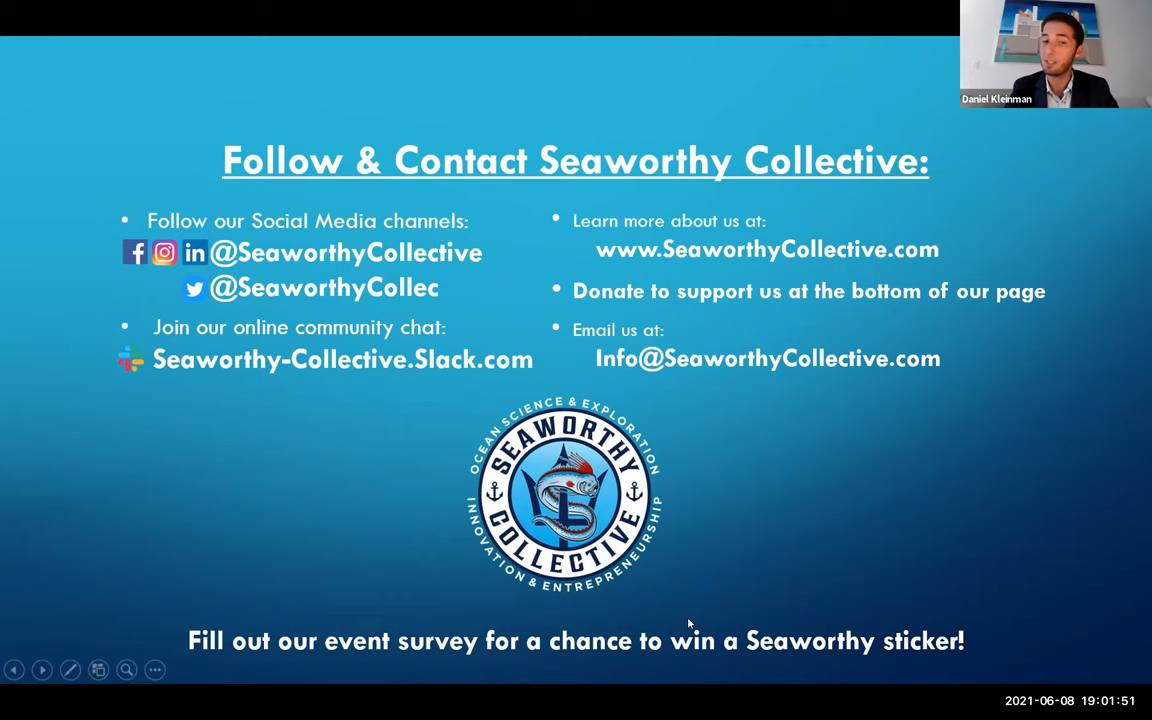 Daniel Kleinman
Follow & Contact Seaworthy Collective:
• Follow our Social Media channels:
@SeaworthyCollective
@SeaworthyCollec
• Join our online community chat:
Seaworthy-Collective.Slack.com
• Learn more about us at:
www.SeaworthyCollective.com
• Donate to support us at the bottom of our page
• Email us at:
Info@SeaworthyCollective.com
OCEAN SCIENCE & EXPLORATION
SEAWORTHY
COLLECTIVE
INNOVATION & ENTREPRENEURSHIP
Fill out our event survey for a chance to win a Seaworthy sticker!
2021-06-08 19:01:51